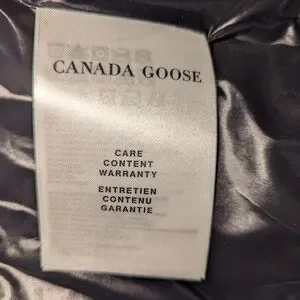 CANADA GOOSE
CARE
CONTENT
WARRANTY
ENTRETIEN
CONTENU
GARANTIE